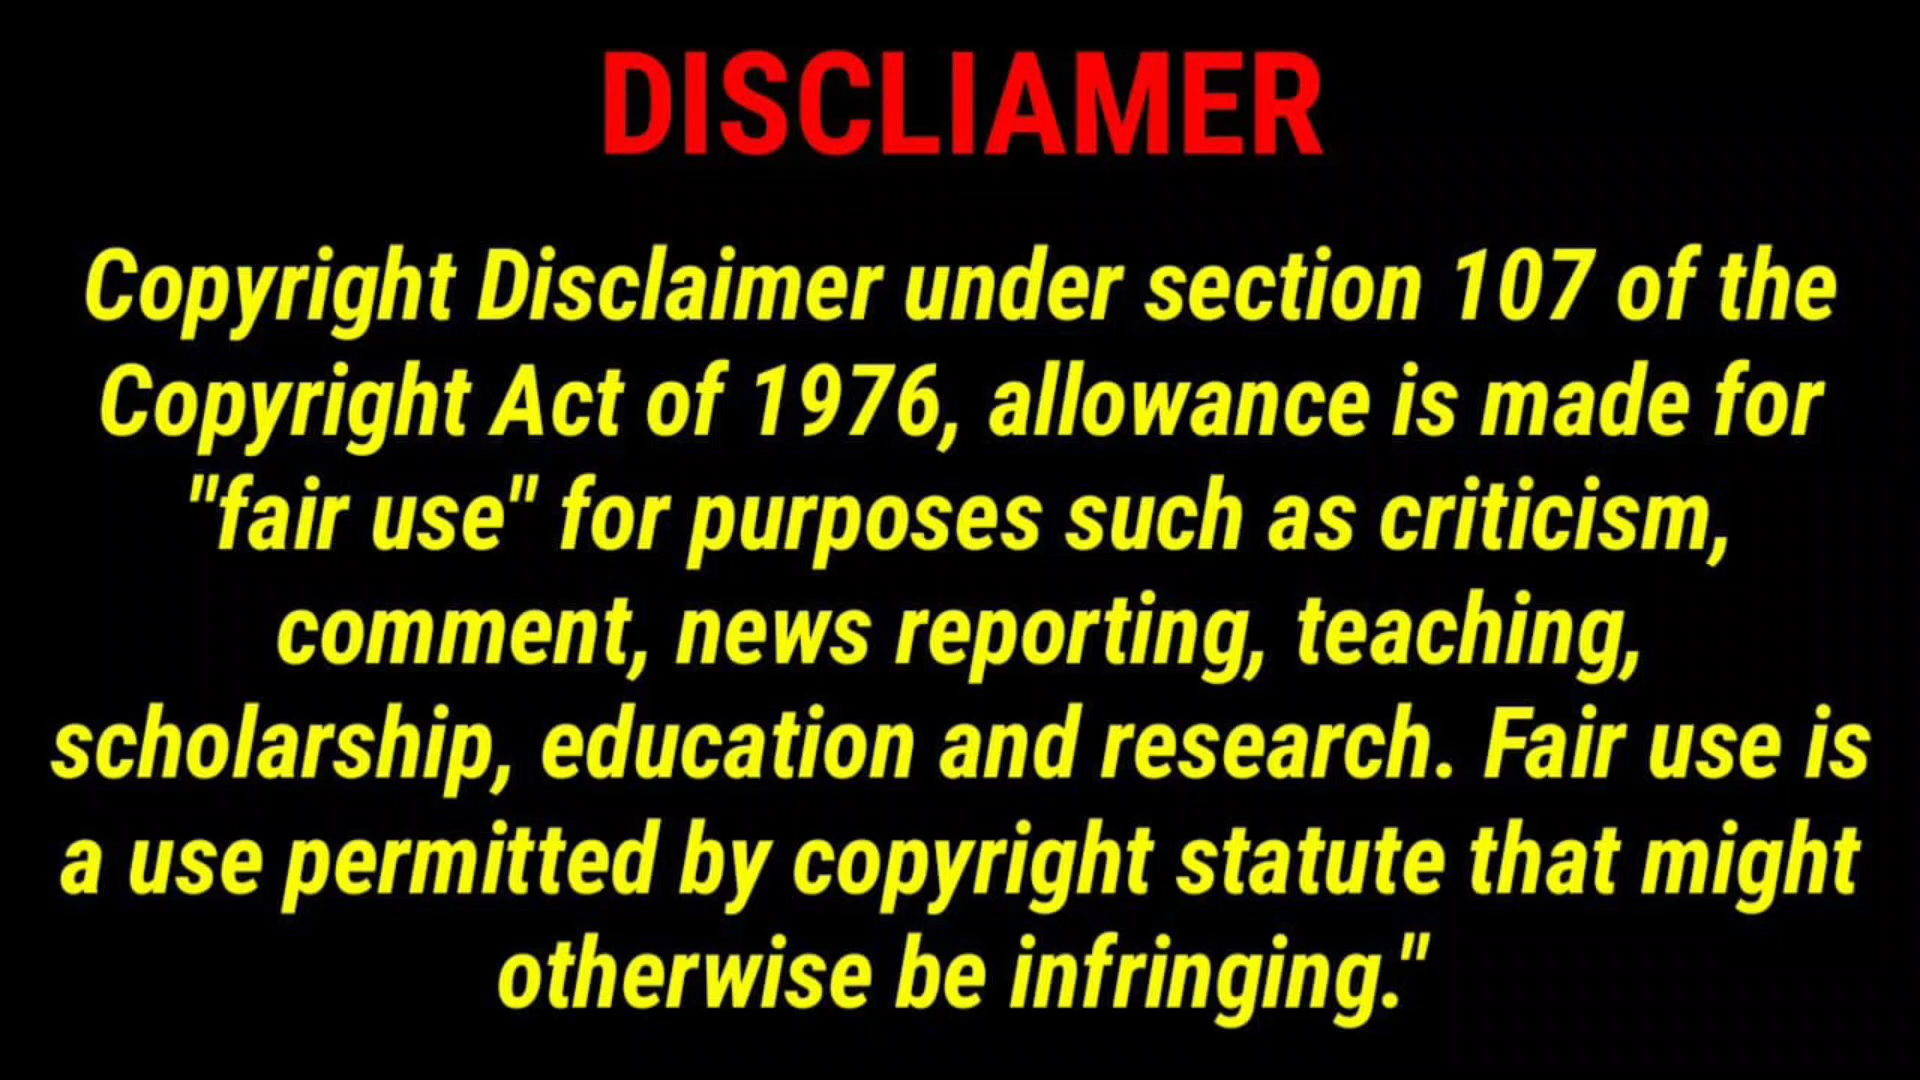 DISCLIAMER
Copyright Disclaimer under section 107 of the
Copyright Act of 1976, allowance is made for
"fair use" for purposes such as criticism,
comment, news reporting, teaching,
scholarship, education and research. Fair use is
a use permitted by copyright statute that might
otherwise be infringing."